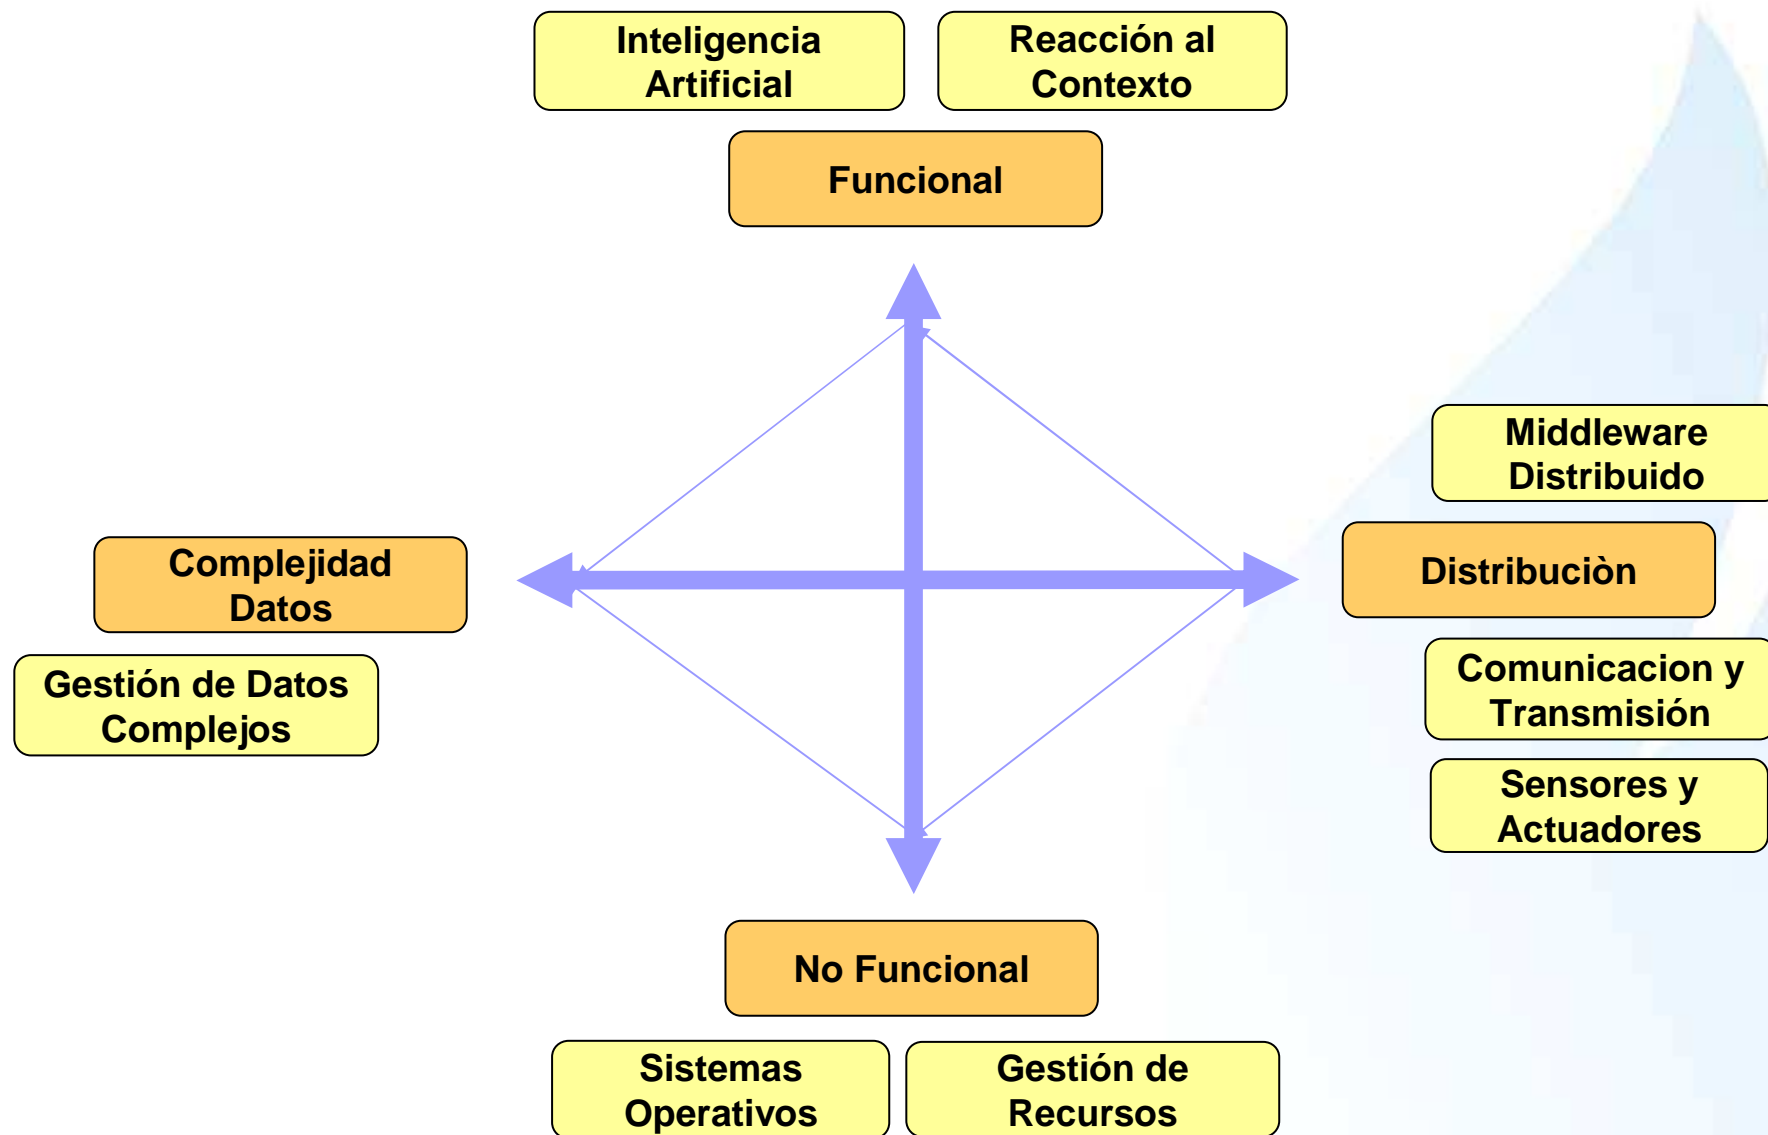 Inteligencia
Artificial
Reacción al
Contexto
Funcional
Middleware
Distribuido
Complejidad
Datos
Distribuciòn
Gestión de Datos
Complejos
Comunicacion y
Transmisión
Sensores y
Actuadores
No Funcional
Sistemas
Operativos
Gestión de
Recursos